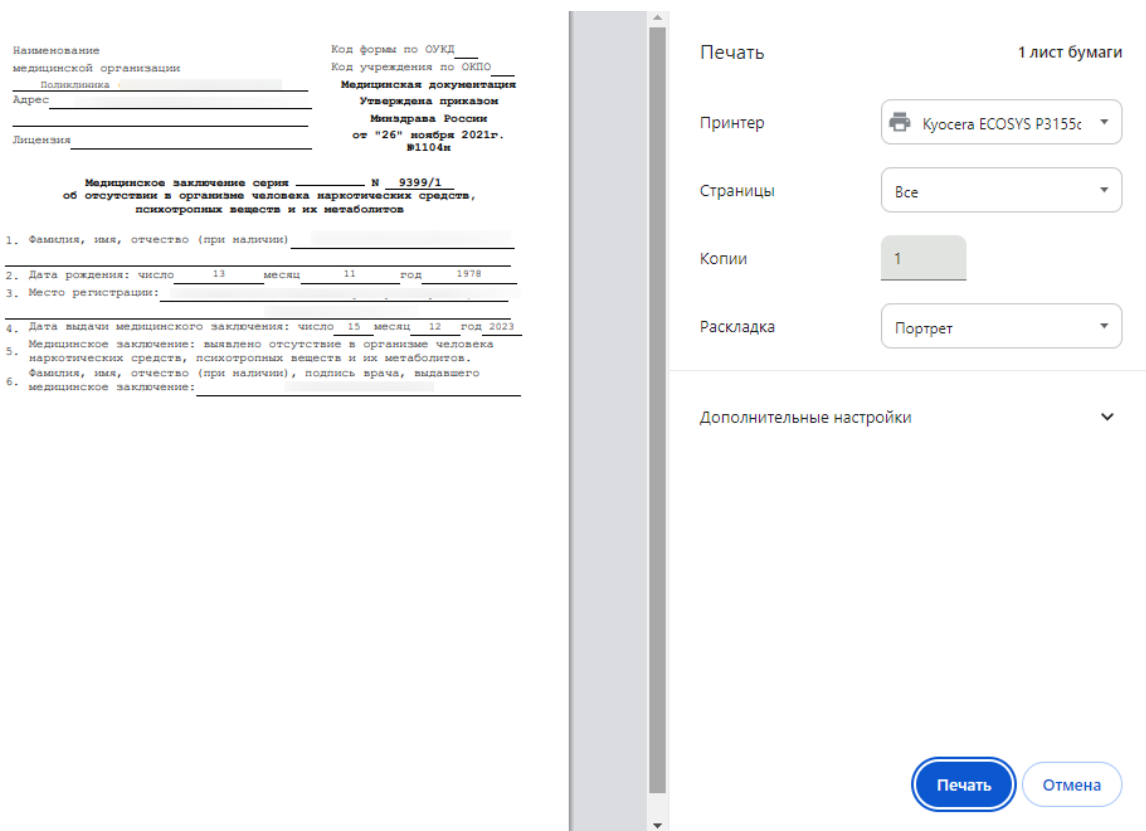 Наименование
медицинской организации
Поликлиника
Адрес
Лицензия
Код формы по ОУКД
Код учреждения по ОКПО
Медицинская документация
Утверждена приказом
Минздрава России
от "26" ноября 2021г.
№1104н
Медицинское заключение серия N 9399/1
об отсутствии в организме человека наркотических средств,
психотропных веществ и их метаболитов
1. Фамилия, имя, отчество (при наличии)
2. Дата рождения: число 13 месяц 11 год 1978
3. Место регистрации:
4. Дата выдачи медицинского заключения: число 15 месяц 12 год 2023
5. Медицинское заключение: выявлено отсутствие в организме человека
наркотических средств, психотропных веществ и их метаболитов.
6. Фамилия, имя, отчество (при наличии), подпись врача, выдавшего
медицинское заключение:
Печать 1 лист бумаги
Принтер Kyocera ECOSYS P3155d
Страницы Все
Копии 1
Раскладка Портрет
Дополнительные настройки
Печать Отмена